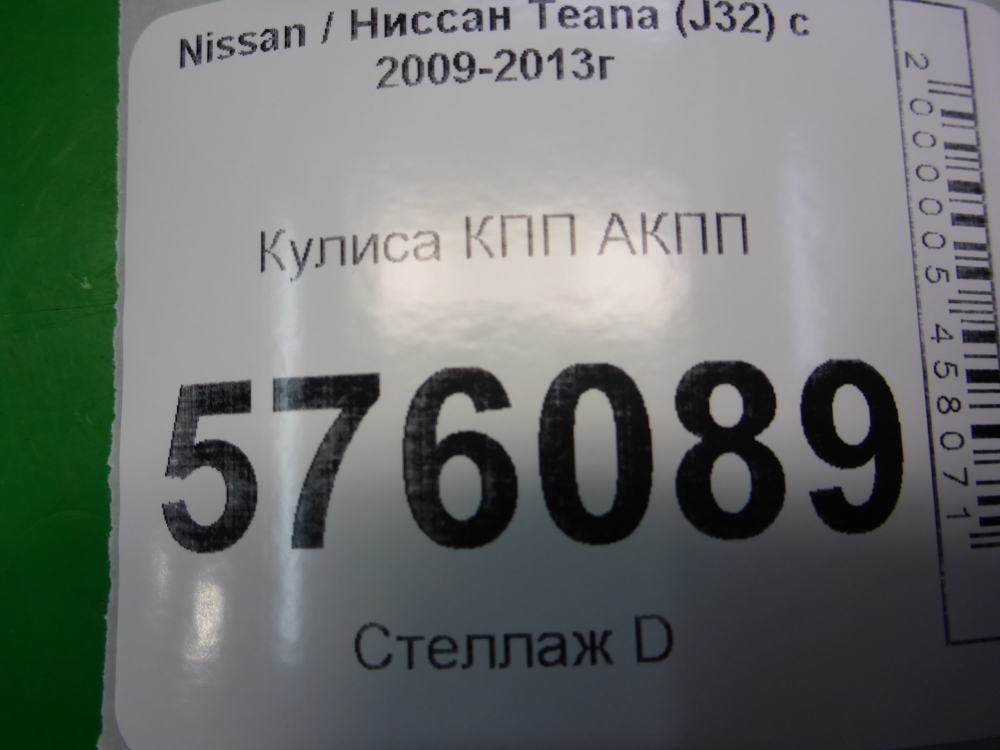 Nissan / Ниссан Teana (J32) с
2009-2013г
Кулиса КПП АКПП
576089
Стеллаж D
2000005458071